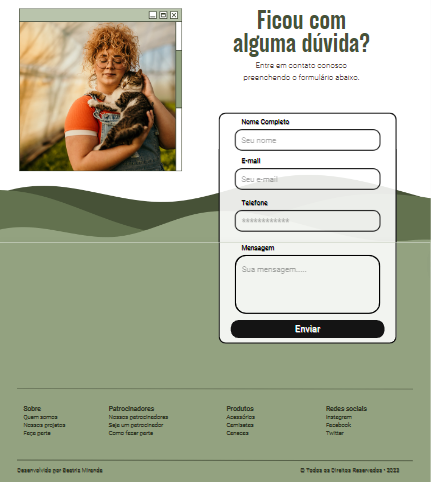 Ficou com
alguma dúvida?
Entre em contato conosco
preenchendo o formulário abaixo.
Nome Completo
Seu nome
E-mail
Seu e-mail
Telefone
************
Mensagem
Sua mensagem.....
Enviar
Sobre
Quem somos
Nossos projetos
Faça parte
Patrocinadores
Nossos patrocinadores
Seja um patrocinador
Como fazer parte
Produtos
Acessórios
Camisetas
Canecas
Redes sociais
Instagram
Facebook
Twitter
Desenvolvido por Beatriz Miranda
© Todos os Direitos Reservados • 2023